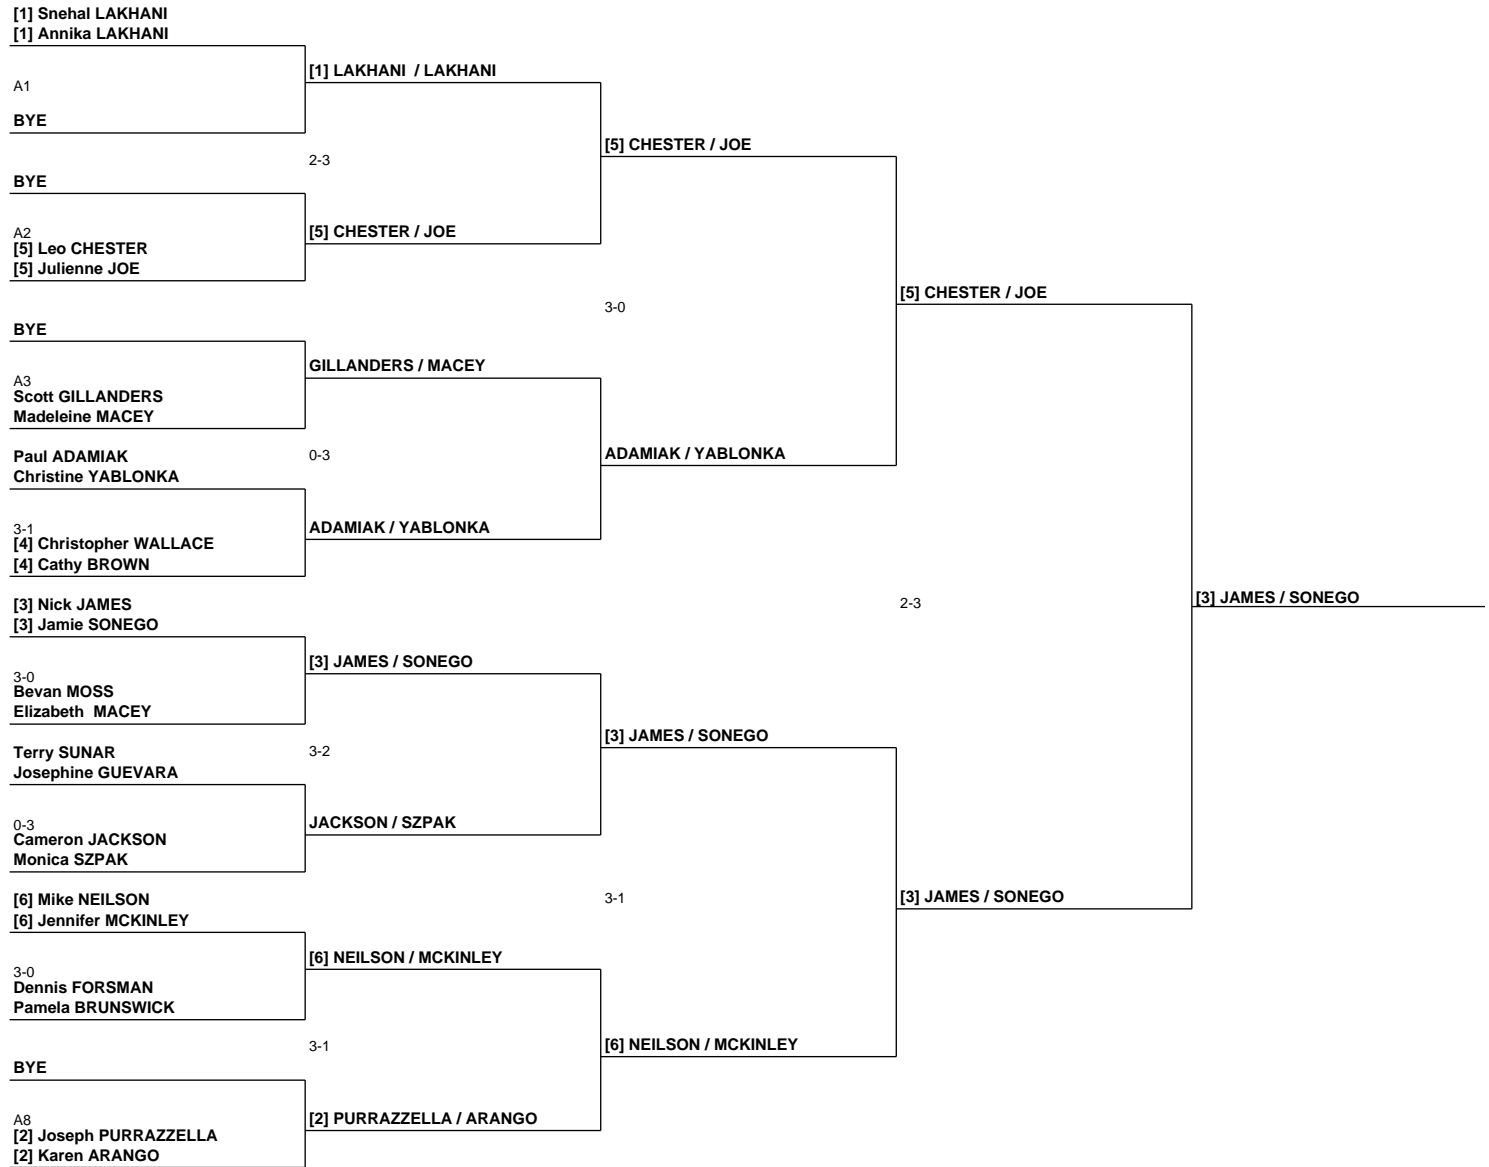 [1] Snehal LAKHANI
[1] Annika LAKHANI
A1
BYE
BYE
A2
[5] Leo CHESTER
[5] Julienne JOE
BYE
A3
Scott GILLANDERS
Madeleine MACEY
Paul ADAMIAK
Christine YABLONKA
3-1
[4] Christopher WALLACE
[4] Cathy BROWN
[3] Nick JAMES
[3] Jamie SONEGO
3-0
Bevan MOSS
Elizabeth MACEY
Terry SUNAR
Josephine GUEVARA
0-3
Cameron JACKSON
Monica SZPAK
[6] Mike NEILSON
[6] Jennifer MCKINLEY
3-0
Dennis FORSMAN
Pamela BRUNSWICK
BYE
A8
[2] Joseph PURRAZZELLA
[2] Karen ARANGO
[1] LAKHANI / LAKHANI
2-3
[5] CHESTER / JOE
GILLANDERS / MACEY
0-3
ADAMIAK / YABLONKA
[3] JAMES / SONEGO
3-2
JACKSON / SZPAK
[6] NEILSON / MCKINLEY
3-1
[2] PURRAZZELLA / ARANGO
[5] CHESTER / JOE
3-0
ADAMIAK / YABLONKA
[3] JAMES / SONEGO
3-1
[6] NEILSON / MCKINLEY
[5] CHESTER / JOE
2-3
[3] JAMES / SONEGO
[3] JAMES / SONEGO